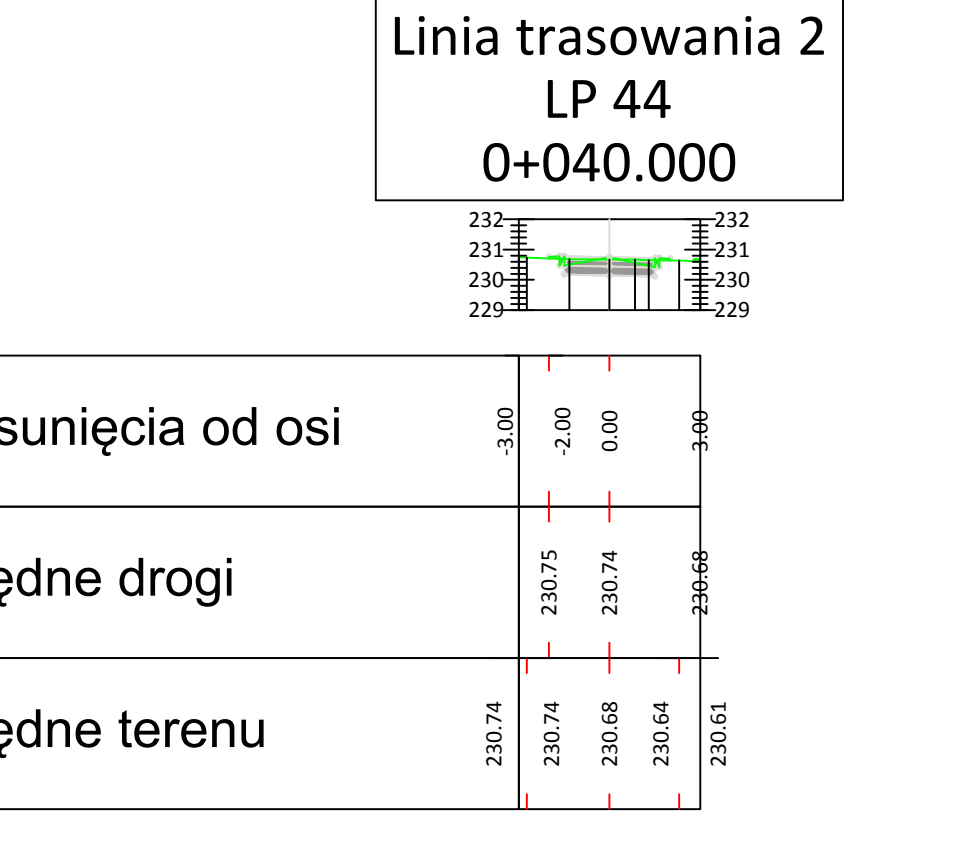 Linia trasowania 2
LP 44
0+040.000
232 232
231 231
230 230
229 229
sunięcia od osi -3.00 -2.00 0.00 3.00
ędne drogi 230.75 230.74 230.68
ędne terenu 230.74 230.74 230.68 230.64 230.61